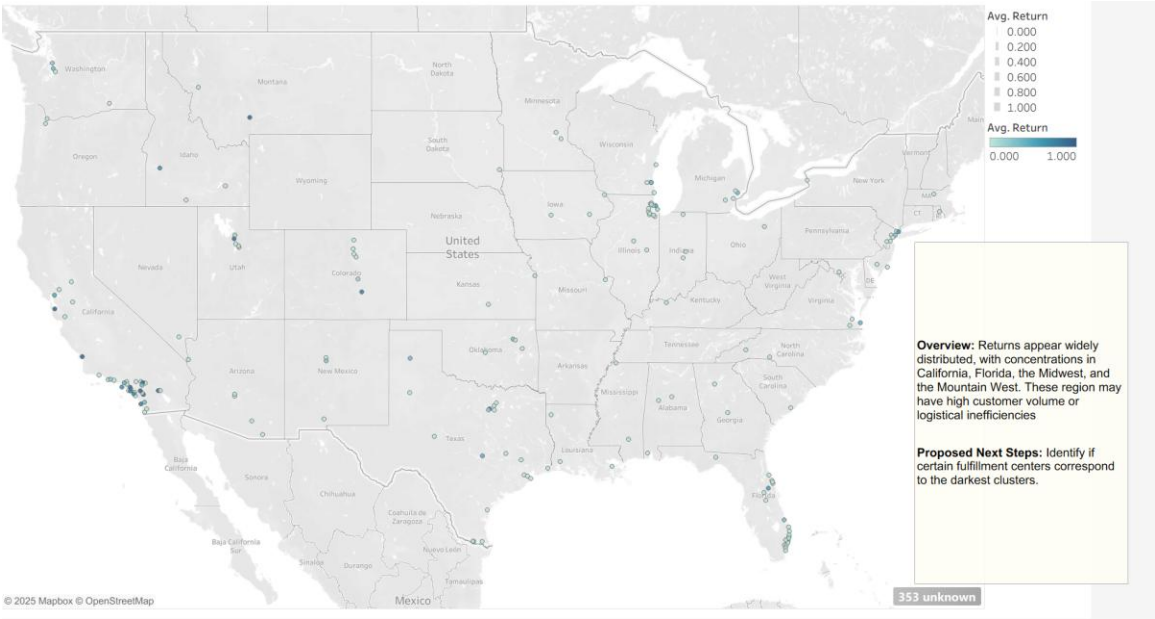 Avg. Return
0.000
0.200
0.400
0.600
0.800
1.000
Avg. Return
0.000 1.000
Washington
Montana
North
Dakota
Minnesota
Oregon
Idaho
South
Dakota
Wisconsin
Michigan
Vermont
Wyoming
New York
MA
CT
Iowa
Nebraska
Pennsylvania
United
States
Nevada
Utah
Colorado
Illinois
Ohio
DE
Kansas
Missouri
West
Virginia
Virginia
Kentucky
California
Oklahoma
Tennessee
North
Carolina
Arizona
New Mexico
Arkansas
South
Carolina
Mississippi
Alabama
Georgia
Texas
Louisiana
Baja
California
Sonora
Chihuahua
Florida
Coahuila de
Zaragoza
Baja California
Sur
Sinaloa
Durango
Nuevo León
Tamaulipas
Mexico
Overview: Returns appear widely
distributed, with concentrations in
California, Florida, the Midwest, and
the Mountain West. These region may
have high customer volume or
logistical inefficiencies
Proposed Next Steps: Identify if
certain fulfillment centers correspond
to the darkest clusters.
© 2025 Mapbox © OpenStreetMap
353 unknown